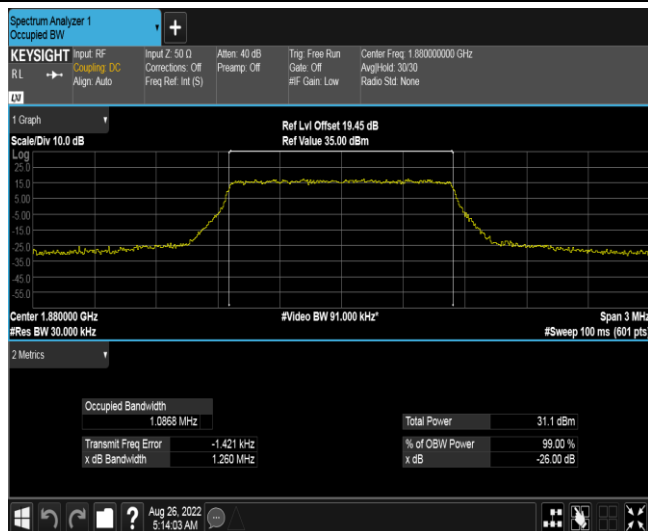 Spectrum Analyzer 1
Occupied BW
+
KEYSIGHT
RL
LXI
Input: RF
Coupling: DC
Align: Auto
Input Z: 50 Ω
Corrections: Off
Freq Ref: Int (S)
Atten: 40 dB
Preamp: Off
Trig: Free Run
Gate: Off
#IF Gain: Low
Center Freq: 1.880000000 GHz
Avg|Hold: 30/30
Radio Std: None
1 Graph
Scale/Div 10.0 dB
Ref Lvl Offset 19.45 dB
Ref Value 35.00 dBm
Log
25.0
15.0
5.00
-5.00
-15.0
-25.0
-35.0
-45.0
-55.0
Center 1.880000 GHz
#Res BW 30.000 kHz
#Video BW 91.000 kHz*
Span 3 MHz
#Sweep 100 ms (601 pts)
2 Metrics
Occupied Bandwidth
1.0868 MHz
Transmit Freq Error -1.421 kHz
x dB Bandwidth 1.260 MHz
Total Power 31.1 dBm
% of OBW Power 99.00 %
x dB -26.00 dB
?
Aug 26, 2022
5:14:03 AM